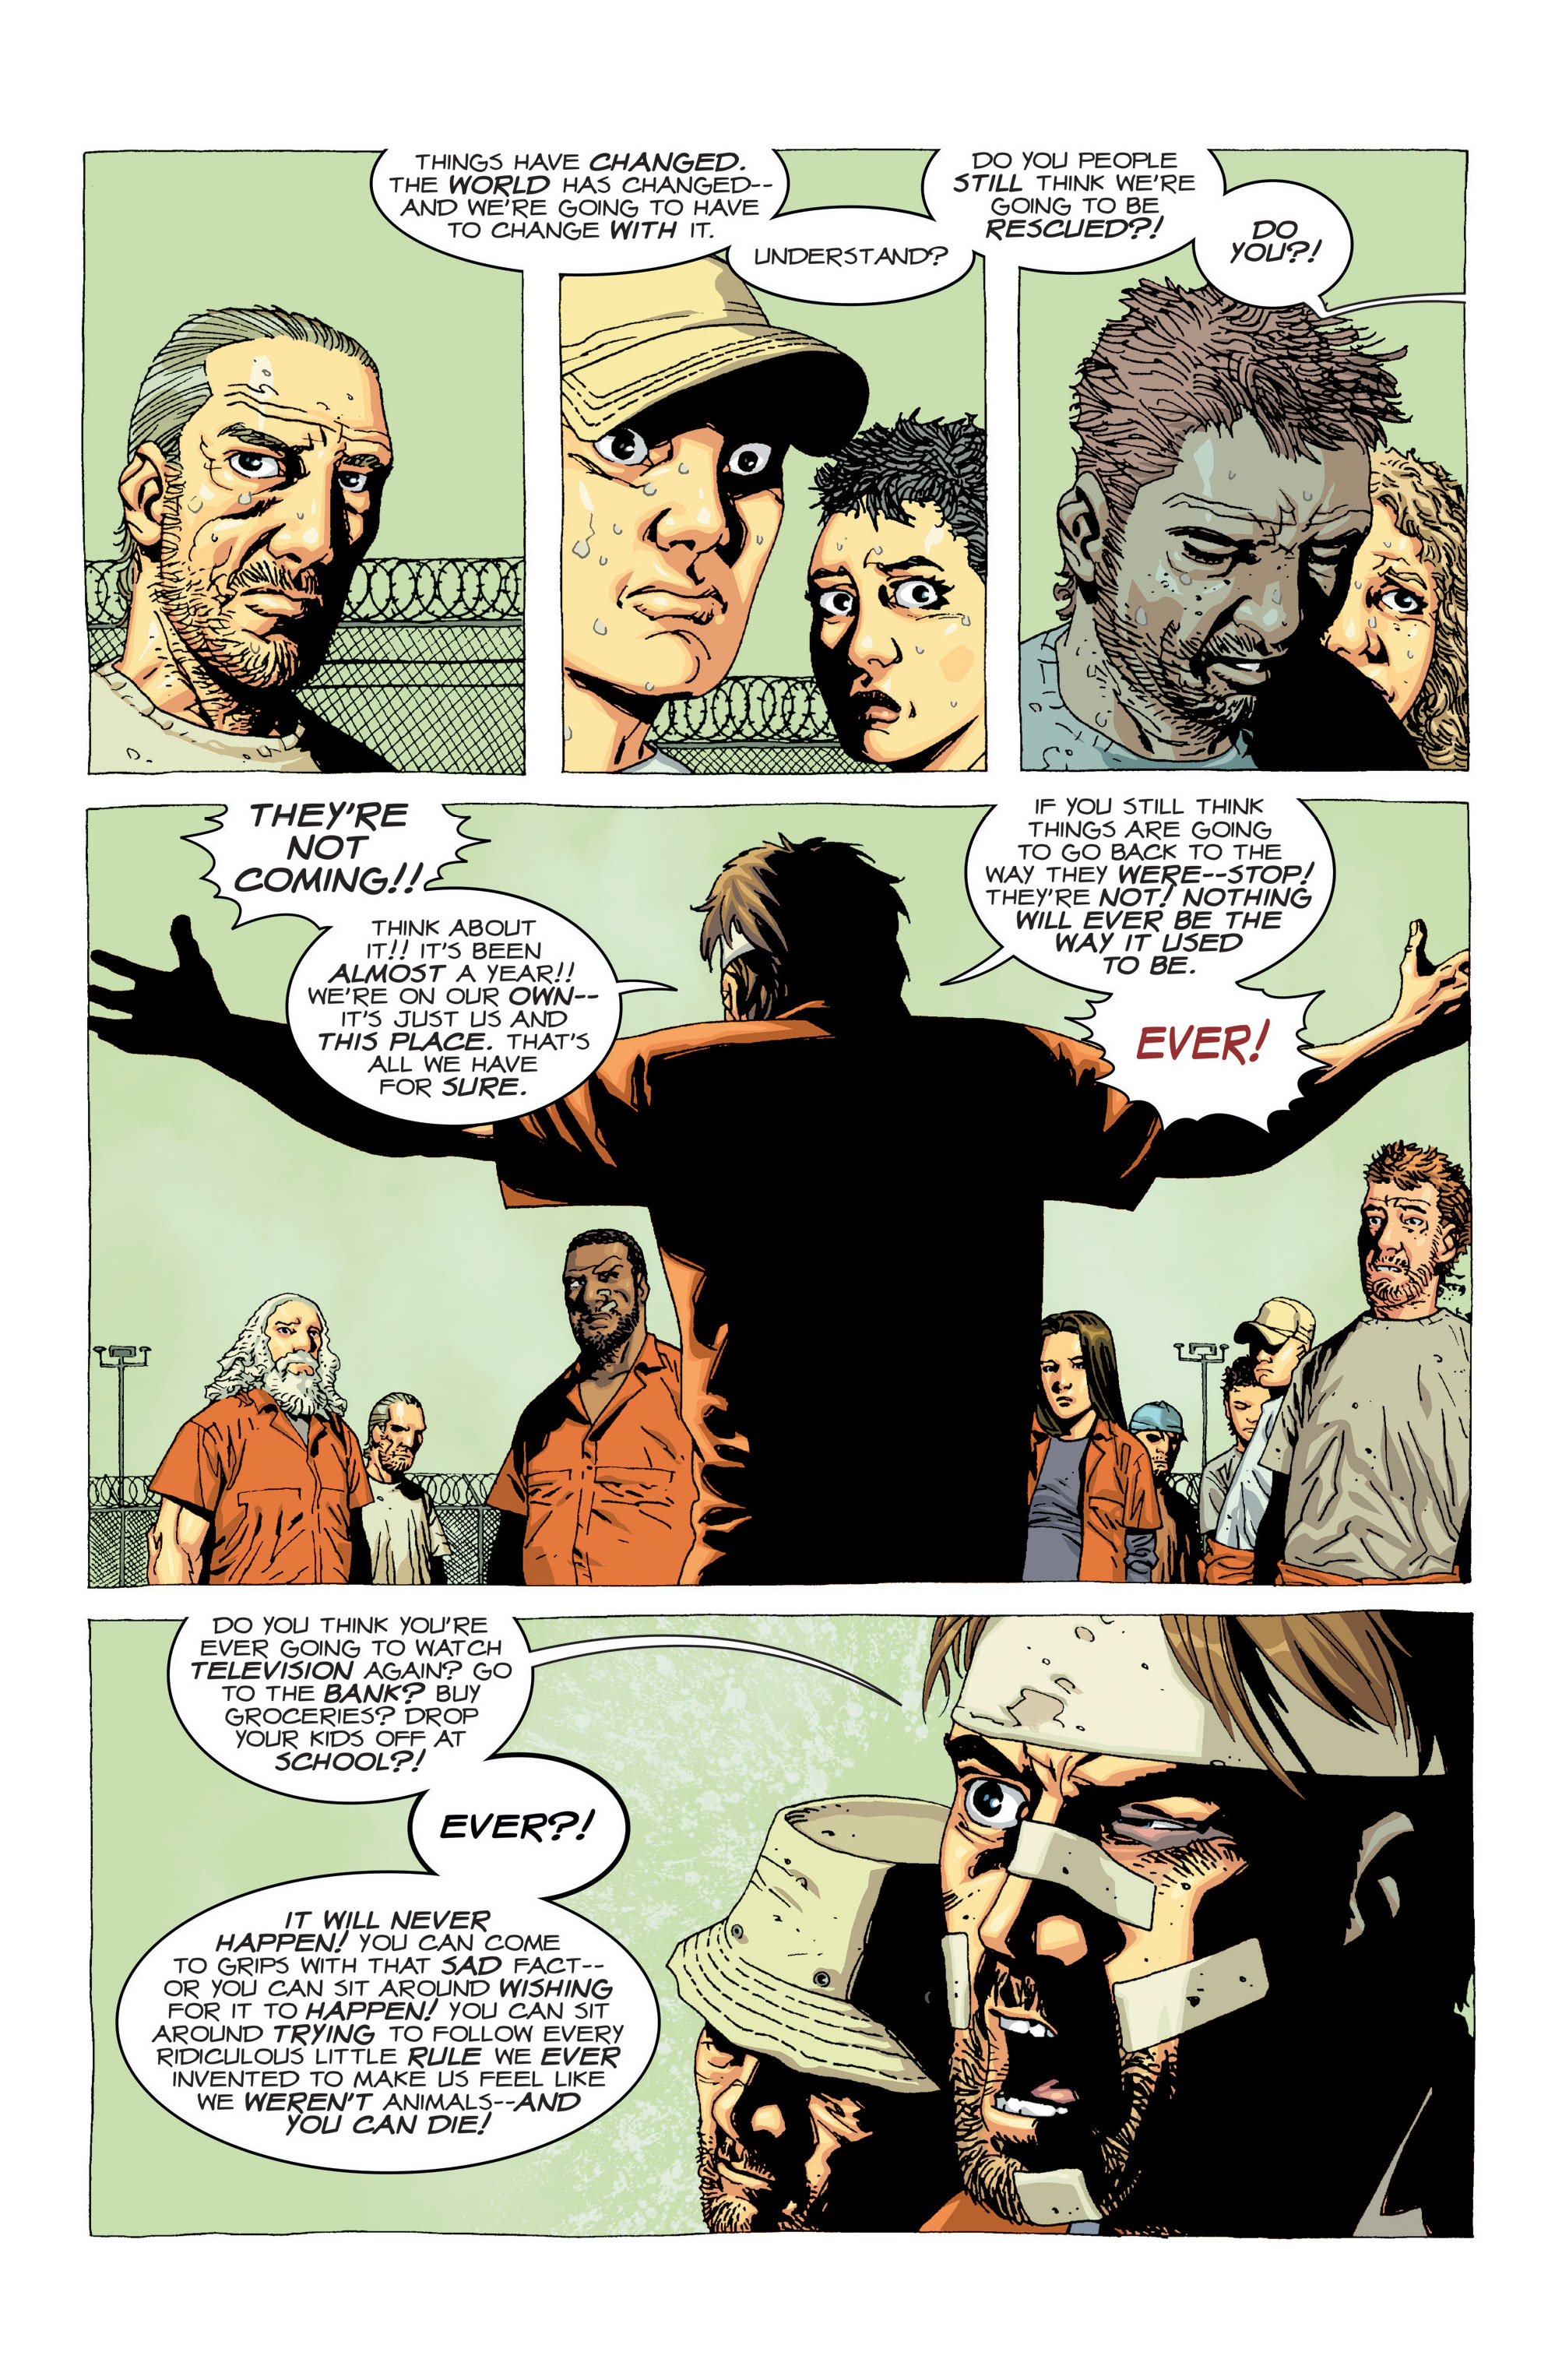 THINGS HAVE CHANGED.
THE WORLD HAS CHANGED--
AND WE'RE GOING TO HAVE
TO CHANGE WITH IT.
UNDERSTAND?
DO YOU PEOPLE
STILL THINK WE'RE
GOING TO BE
RESCUED?!
DO
YOU?!
THEY'RE
NOT
COMING!!
THINK ABOUT
IT!! IT'S BEEN
ALMOST A YEAR!!
WE'RE ON OUR OWN--
IT'S JUST US AND
THIS PLACE. THAT'S
ALL WE HAVE
FOR SURE.
IF YOU STILL THINK
THINGS ARE GOING
TO GO BACK TO THE
WAY THEY WERE--STOP!
THEY'RE NOT! NOTHING
WILL EVER BE THE
WAY IT USED
TO BE.
EVER!
DO YOU THINK YOU'RE
EVER GOING TO WATCH
TELEVISION AGAIN? GO
TO THE BANK? BUY
GROCERIES? DROP
YOUR KIDS OFF AT
SCHOOL?!
EVER?!
IT WILL NEVER
HAPPEN! YOU CAN COME
TO GRIPS WITH THAT SAD FACT--
OR YOU CAN SIT AROUND WISHING
FOR IT TO HAPPEN! YOU CAN SIT
AROUND TRYING TO FOLLOW EVERY
RIDICULOUS LITTLE RULE WE EVER
INVENTED TO MAKE US FEEL LIKE
WE WEREN'T ANIMALS--AND
YOU CAN DIE!